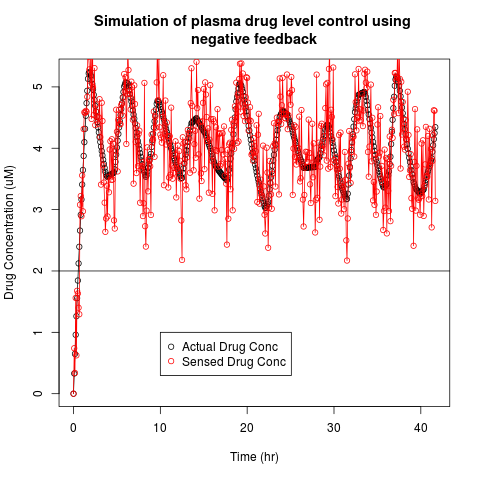 Simulation of plasma drug level control using
negative feedback
Drug Concentration (uM)
5
4
3
2
1
0
Actual Drug Conc
Sensed Drug Conc
0 10 20 30 40
Time (hr)